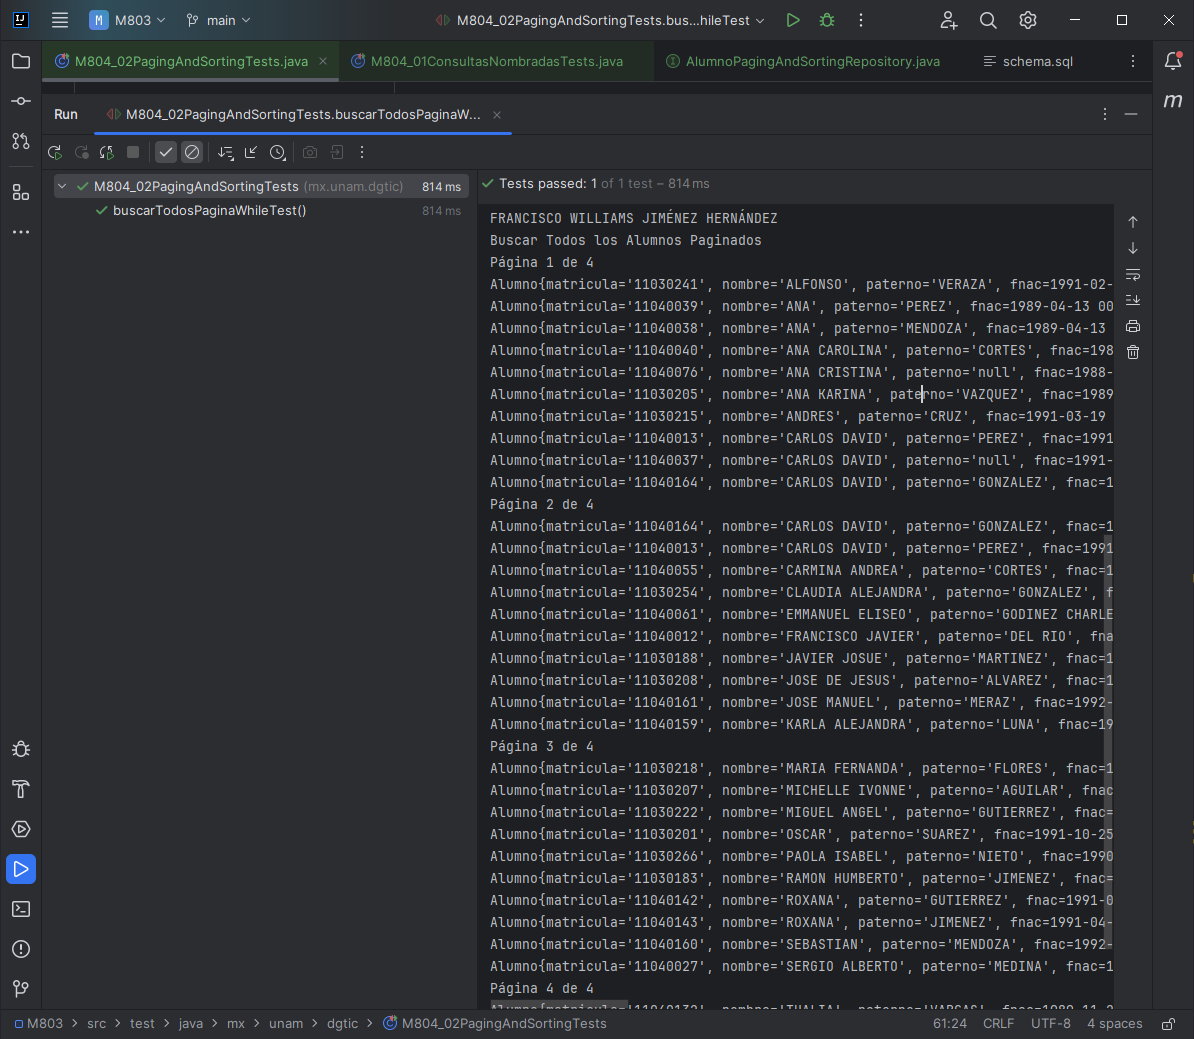 M M803 main M804_02PagingAndSortingTests.bus...hileTest
M804_02PagingAndSortingTests.java M804_01ConsultasNombradasTests.java AlumnoPagingAndSortingRepository.java schema.sql
Run M804_02PagingAndSortingTests.buscarTodosPaginaW...
M804_02PagingAndSortingTests (mx.unam.dgtic) 814 ms
buscarTodosPaginaWhileTest() 814 ms
Tests passed: 1 of 1 test – 814 ms
FRANCISCO WILLIAMS JIMÉNEZ HERNÁNDEZ
Buscar Todos los Alumnos Paginados
Página 1 de 4
Alumno{matricula='11030241', nombre='ALFONSO', paterno='VERAZA', fnac=1991-02-
Alumno{matricula='11040039', nombre='ANA', paterno='PEREZ', fnac=1989-04-13 00
Alumno{matricula='11040038', nombre='ANA', paterno='MENDOZA', fnac=1989-04-13
Alumno{matricula='11040040', nombre='ANA CAROLINA', paterno='CORTES', fnac=198
Alumno{matricula='11040076', nombre='ANA CRISTINA', paterno='null', fnac=1988-
Alumno{matricula='11030205', nombre='ANA KARINA', paterno='VAZQUEZ', fnac=1989
Alumno{matricula='11030215', nombre='ANDRES', paterno='CRUZ', fnac=1991-03-19
Alumno{matricula='11040013', nombre='CARLOS DAVID', paterno='PEREZ', fnac=1991
Alumno{matricula='11040037', nombre='CARLOS DAVID', paterno='null', fnac=1991-
Alumno{matricula='11040164', nombre='CARLOS DAVID', paterno='GONZALEZ', fnac=1
Página 2 de 4
Alumno{matricula='11040164', nombre='CARLOS DAVID', paterno='GONZALEZ', fnac=1
Alumno{matricula='11040013', nombre='CARLOS DAVID', paterno='PEREZ', fnac=1991
Alumno{matricula='11040055', nombre='CARMINA ANDREA', paterno='CORTES', fnac=1
Alumno{matricula='11030254', nombre='CLAUDIA ALEJANDRA', paterno='GONZALEZ', f
Alumno{matricula='11040061', nombre='EMMANUEL ELISEO', paterno='GODINEZ CHARLE
Alumno{matricula='11040012', nombre='FRANCISCO JAVIER', paterno='DEL RIO', fna
Alumno{matricula='11030188', nombre='JAVIER JOSUE', paterno='MARTINEZ', fnac=1
Alumno{matricula='11030208', nombre='JOSE DE JESUS', paterno='ALVAREZ', fnac=1
Alumno{matricula='11040161', nombre='JOSE MANUEL', paterno='MERAZ', fnac=1992-
Alumno{matricula='11040159', nombre='KARLA ALEJANDRA', paterno='LUNA', fnac=19
Página 3 de 4
Alumno{matricula='11030218', nombre='MARIA FERNANDA', paterno='FLORES', fnac=1
Alumno{matricula='11030207', nombre='MICHELLE IVONNE', paterno='AGUILAR', fnac
Alumno{matricula='11030222', nombre='MIGUEL ANGEL', paterno='GUTIERREZ', fnac=
Alumno{matricula='11030201', nombre='OSCAR', paterno='SUAREZ', fnac=1991-10-25
Alumno{matricula='11030266', nombre='PAOLA ISABEL', paterno='NIETO', fnac=1990
Alumno{matricula='11030183', nombre='RAMON HUMBERTO', paterno='JIMENEZ', fnac=
Alumno{matricula='11040142', nombre='ROXANA', paterno='GUTIERREZ', fnac=1991-0
Alumno{matricula='11040143', nombre='ROXANA', paterno='JIMENEZ', fnac=1991-04-
Alumno{matricula='11040160', nombre='SEBASTIAN', paterno='MENDOZA', fnac=1992-
Alumno{matricula='11040027', nombre='SERGIO ALBERTO', paterno='MEDINA', fnac=1
Página 4 de 4
M803 > src > test > java > mx > unam > dgtic > M804_02PagingAndSortingTests 61:24 CRLF UTF-8 4 spaces